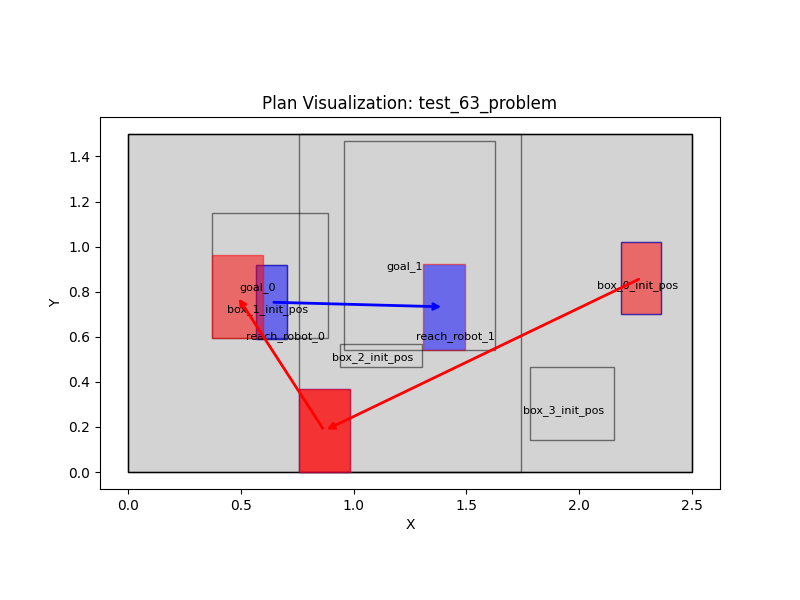 Plan Visualization: test_63_problem
Y
1.4
1.2
1.0
0.8
0.6
0.4
0.2
0.0
goal_1
goal_0
box_0_init_pos
box_1_init_pos
reach_robot_0
reach_robot_1
box_2_init_pos
box_3_init_pos
0.0
0.5
1.0
1.5
2.0
2.5
X